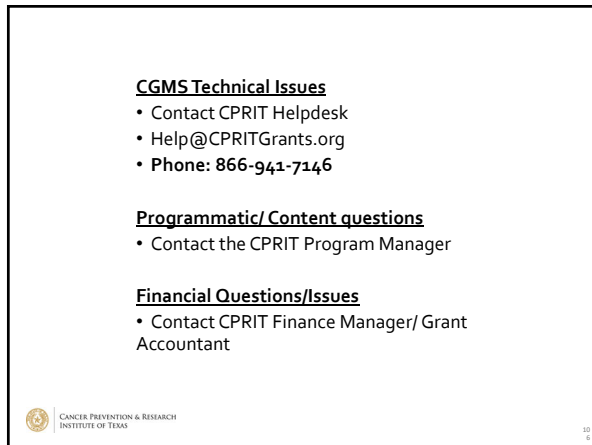 CGMS Technical Issues
• Contact CPRIT Helpdesk
• Help@CPRITGrants.org
• Phone: 866-941-7146
Programmatic/ Content questions
• Contact the CPRIT Program Manager
Financial Questions/Issues
• Contact CPRIT Finance Manager/ Grant
Accountant
CANCER PREVENTION & RESEARCH
INSTITUTE OF TEXAS
10
6